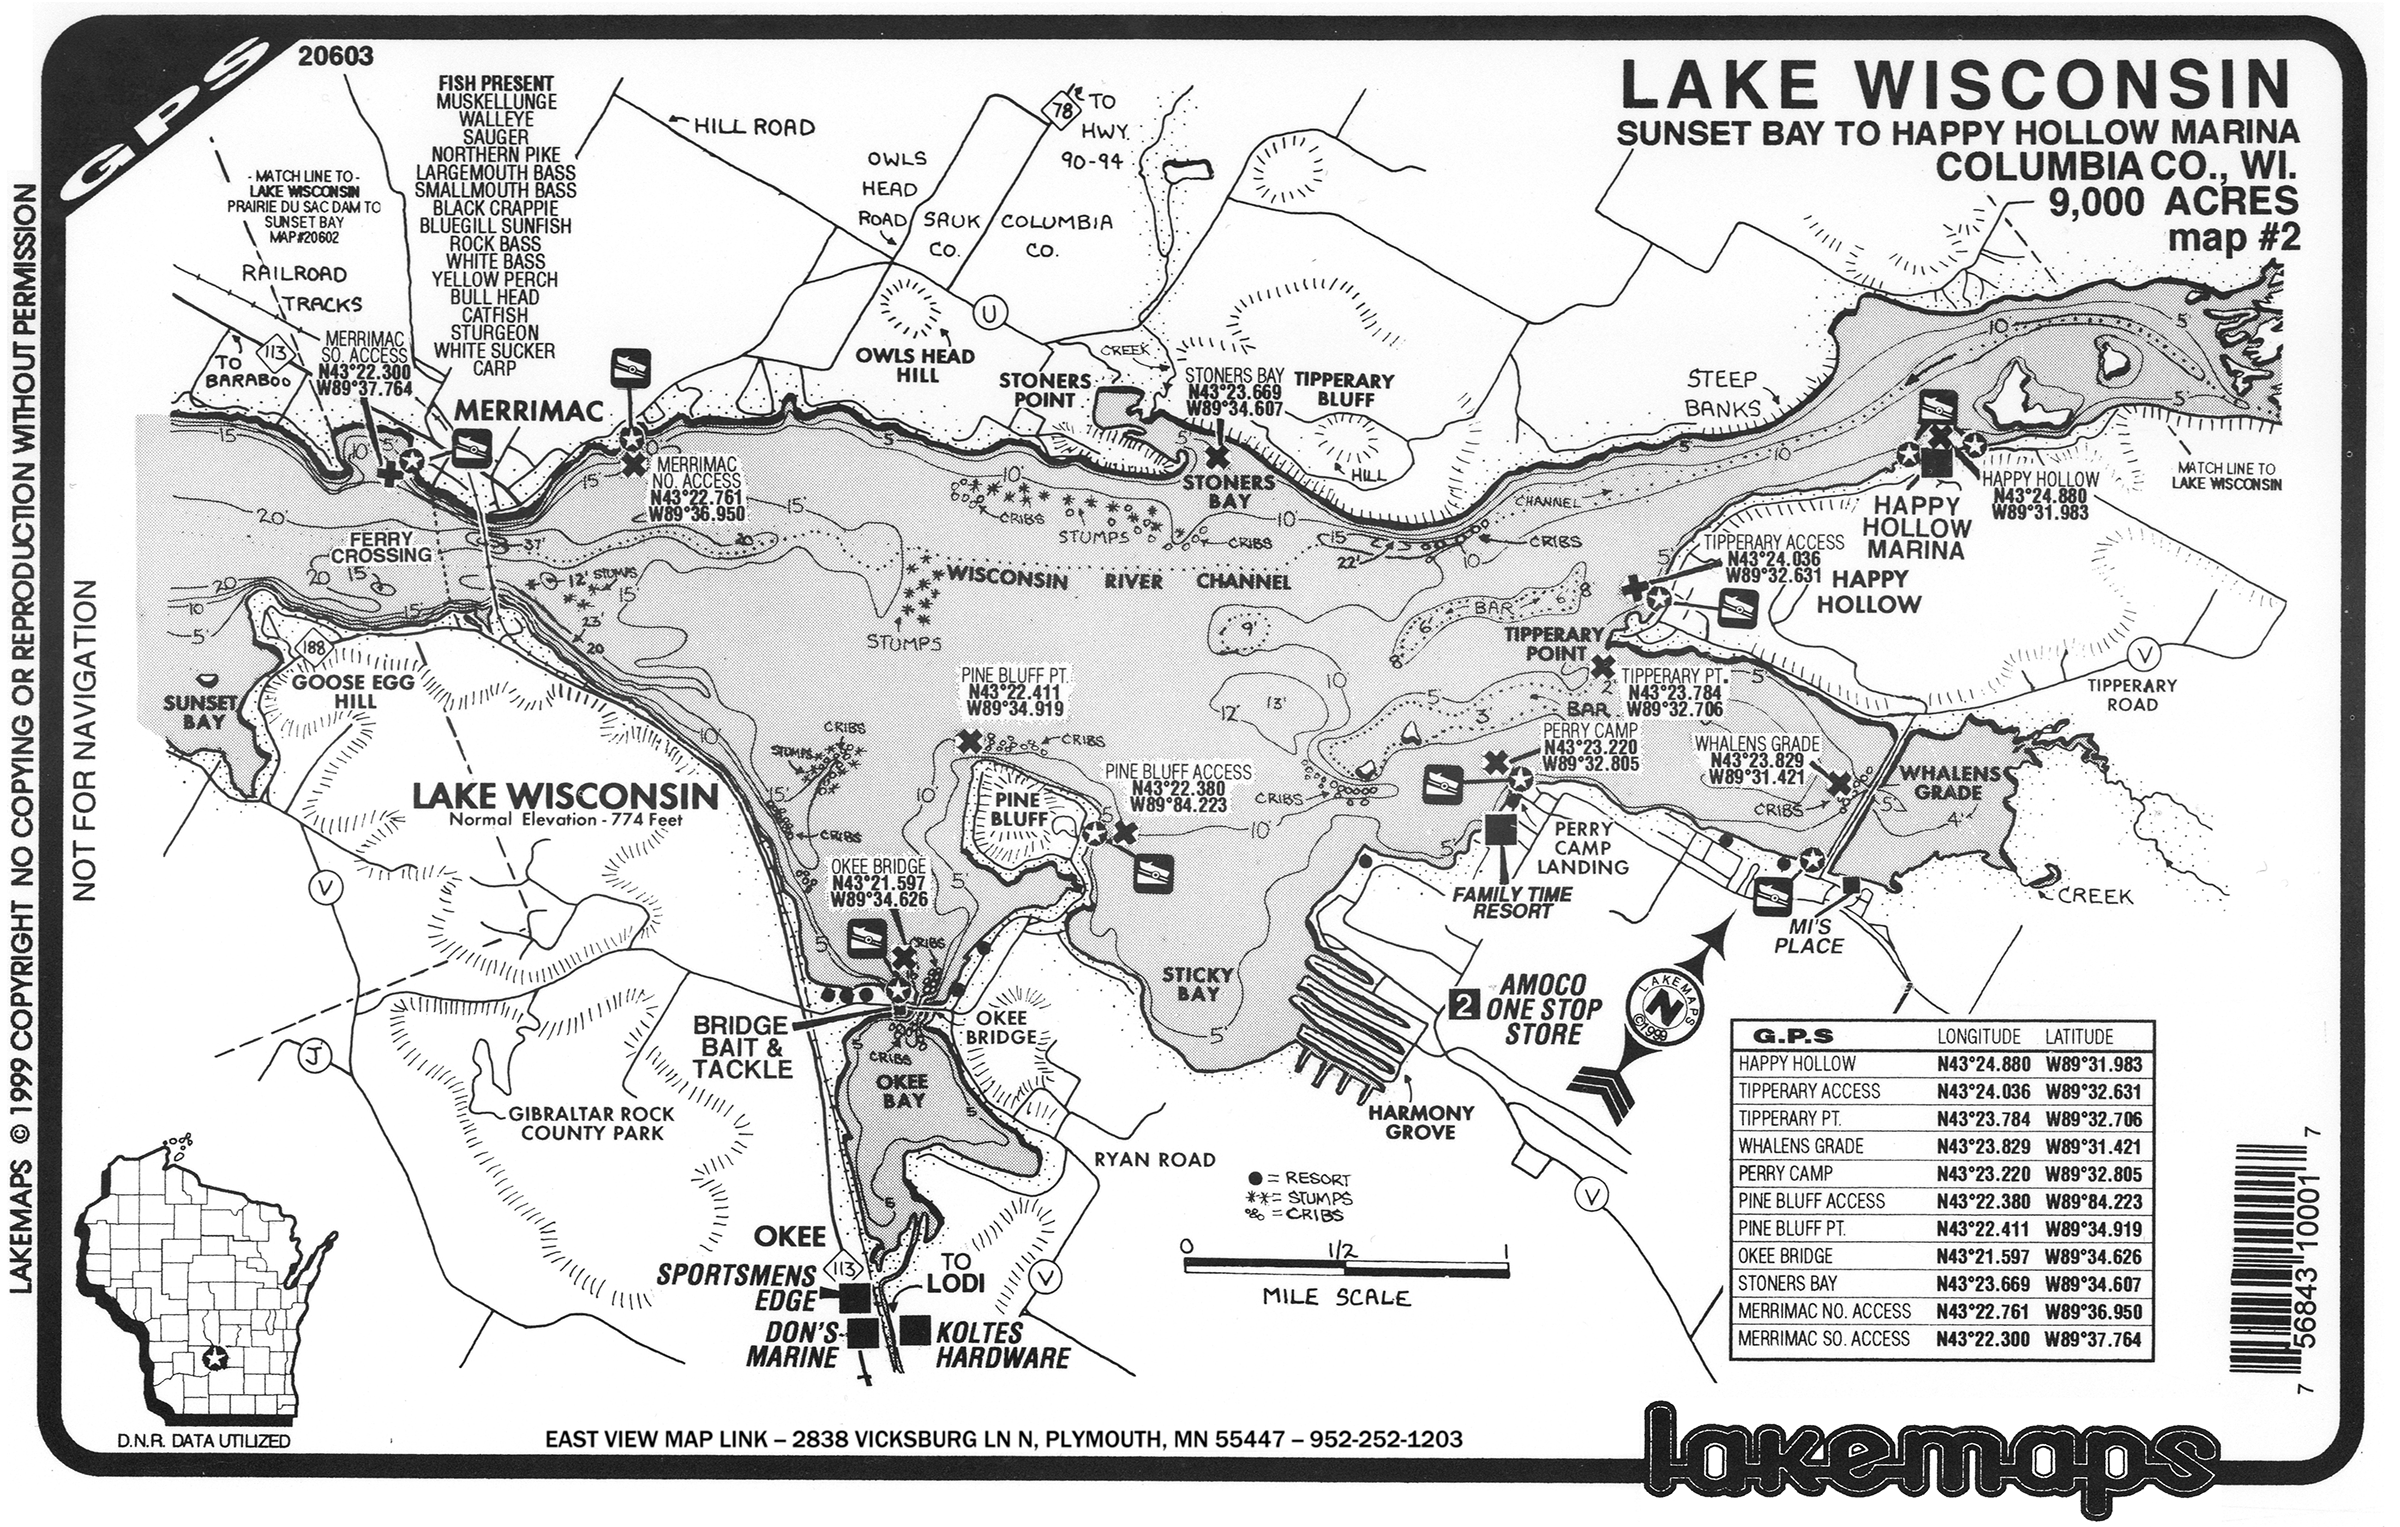 GPS
20603
LAKE WISCONSIN
SUNSET BAY TO HAPPY HOLLOW MARINA
COLUMBIA CO., WI.
9,000 ACRES
map #2
FISH PRESENT
MUSKELLUNGE
WALLEYE
SAUGER
NORTHERN PIKE
LARGEMOUTH BASS
SMALLMOUTH BASS
BLACK CRAPPIE
BLUEGILL SUNFISH
ROCK BASS
WHITE BASS
YELLOW PERCH
BULL HEAD
CATFISH
STURGEON
WHITE SUCKER
CARP
- MATCH LINE TO -
LAKE WISCONSIN
PRAIRIE DU SAC DAM TO
SUNSET BAY
MAP#20602
RAILROAD
TRACKS
TO
BARABOO
113
MERRIMAC
SO. ACCESS
N43°22.300
W89°37.764
MERRIMAC
HILL ROAD
OWLS
HEAD
ROAD
SAUK
CO.
COLUMBIA
CO.
78
TO
HWY.
90-94
U
OWLS HEAD
HILL
STONERS
POINT
CREEK
STONERS BAY
N43°23.669
W89°34.607
TIPPERARY
BLUFF
HILL
STEEP
BANKS
STONERS
BAY
MERRIMAC
NO. ACCESS
N43°22.761
W89°36.950
CRIBS
STUMPS
CRIBS
CHANNEL
CRIBS
HAPPY HOLLOW
N43°24.880
W89°31.983
MATCH LINE TO
LAKE WISCONSIN
HAPPY
HOLLOW
MARINA
FERRY
CROSSING
WISCONSIN RIVER CHANNEL
STUMPS
STUMPS
TIPPERARY ACCESS
N43°24.036
W89°32.631
HAPPY
HOLLOW
BAR
TIPPERARY
POINT
TIPPERARY PT.
N43°23.784
W89°32.706
BAR
V
TIPPERARY
ROAD
188
GOOSE EGG
HILL
SUNSET
BAY
PINE BLUFF PT.
N43°22.411
W89°34.919
CRIBS
CRIBS
STUMPS
CRIBS
PINE
BLUFF
PINE BLUFF ACCESS
N43°22.380
W89°84.223
CRIBS
PERRY CAMP
N43°23.220
W89°32.805
WHALENS GRADE
N43°23.829
W89°31.421
CRIBS
WHALENS
GRADE
CREEK
LAKE WISCONSIN
Normal Elevation - 774 Feet
V
OKEE BRIDGE
N43°21.597
W89°34.626
CRIBS
PERRY
CAMP
LANDING
FAMILY TIME
RESORT
MI'S
PLACE
STICKY
BAY
2
AMOCO
ONE STOP
STORE
LAKEMAPS
N
©1999
BRIDGE
BAIT &
TACKLE
OKEE
BRIDGE
CRIBS
OKEE
BAY
J
GIBRALTAR ROCK
COUNTY PARK
HARMONY
GROVE
RYAN ROAD
V
= RESORT
= STUMPS
= CRIBS
0 1/2 1
MILE SCALE
OKEE
113
SPORTSMENS
EDGE
TO
LODI
V
DON'S
MARINE
KOLTES
HARDWARE
G.P.S LONGITUDE LATITUDE
HAPPY HOLLOW N43°24.880 W89°31.983
TIPPERARY ACCESS N43°24.036 W89°32.631
TIPPERARY PT. N43°23.784 W89°32.706
WHALENS GRADE N43°23.829 W89°31.421
PERRY CAMP N43°23.220 W89°32.805
PINE BLUFF ACCESS N43°22.380 W89°84.223
PINE BLUFF PT. N43°22.411 W89°34.919
OKEE BRIDGE N43°21.597 W89°34.626
STONERS BAY N43°23.669 W89°34.607
MERRIMAC NO. ACCESS N43°22.761 W89°36.950
MERRIMAC SO. ACCESS N43°22.300 W89°37.764
7 56843 10001 7
D.N.R. DATA UTILIZED
EAST VIEW MAP LINK – 2838 VICKSBURG LN N, PLYMOUTH, MN 55447 – 952-252-1203
lakemaps
NOT FOR NAVIGATION
LAKEMAPS © 1999 COPYRIGHT NO COPYING OR REPRODUCTION WITHOUT PERMISSION